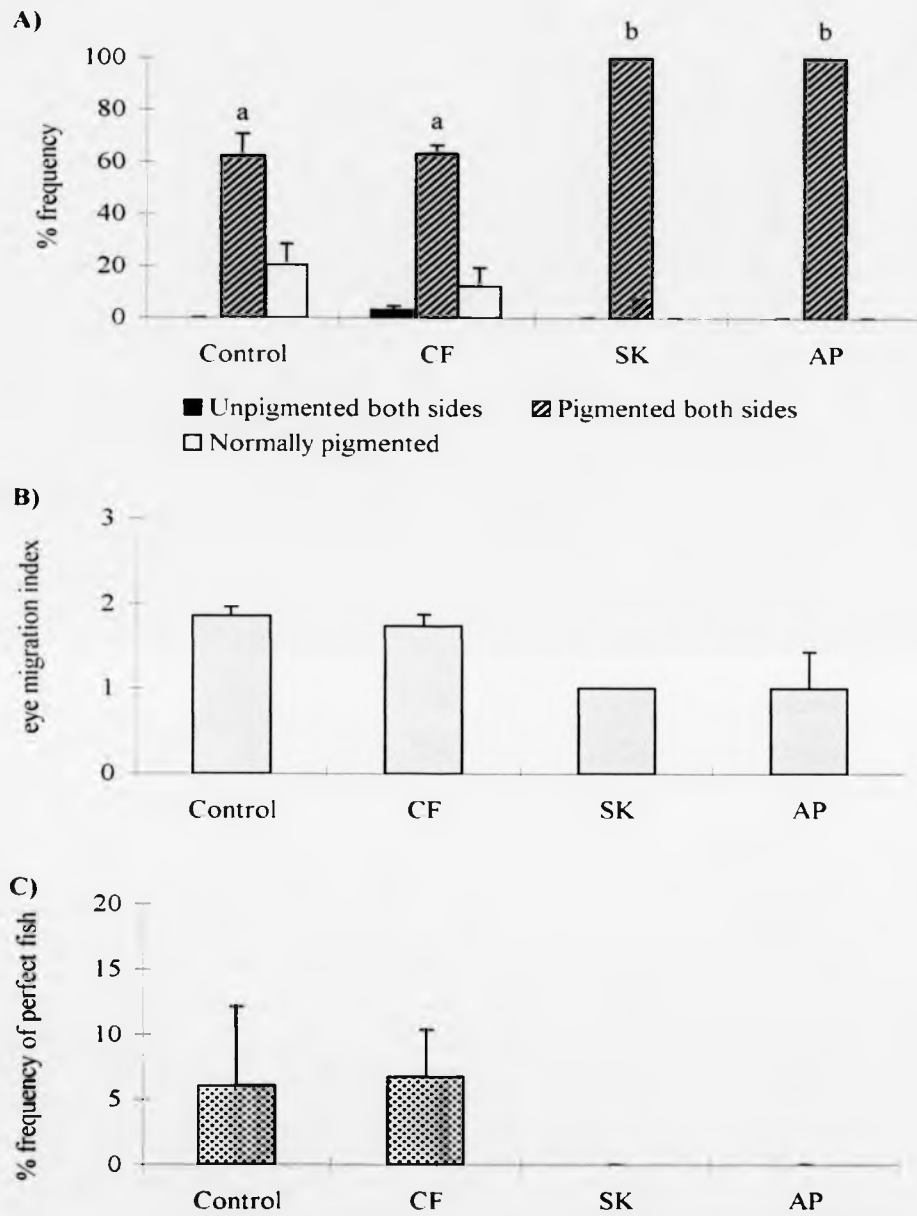 A)
b b
100
a a
80
60
40
20
0
% frequency
Control CF SK AP
Unpigmented both sides Pigmented both sides
Normally pigmented
B)
3
2
1
0
eye migration index
Control CF SK AP
C)
20
15
10
5
0
% frequency of perfect fish
Control CF SK AP